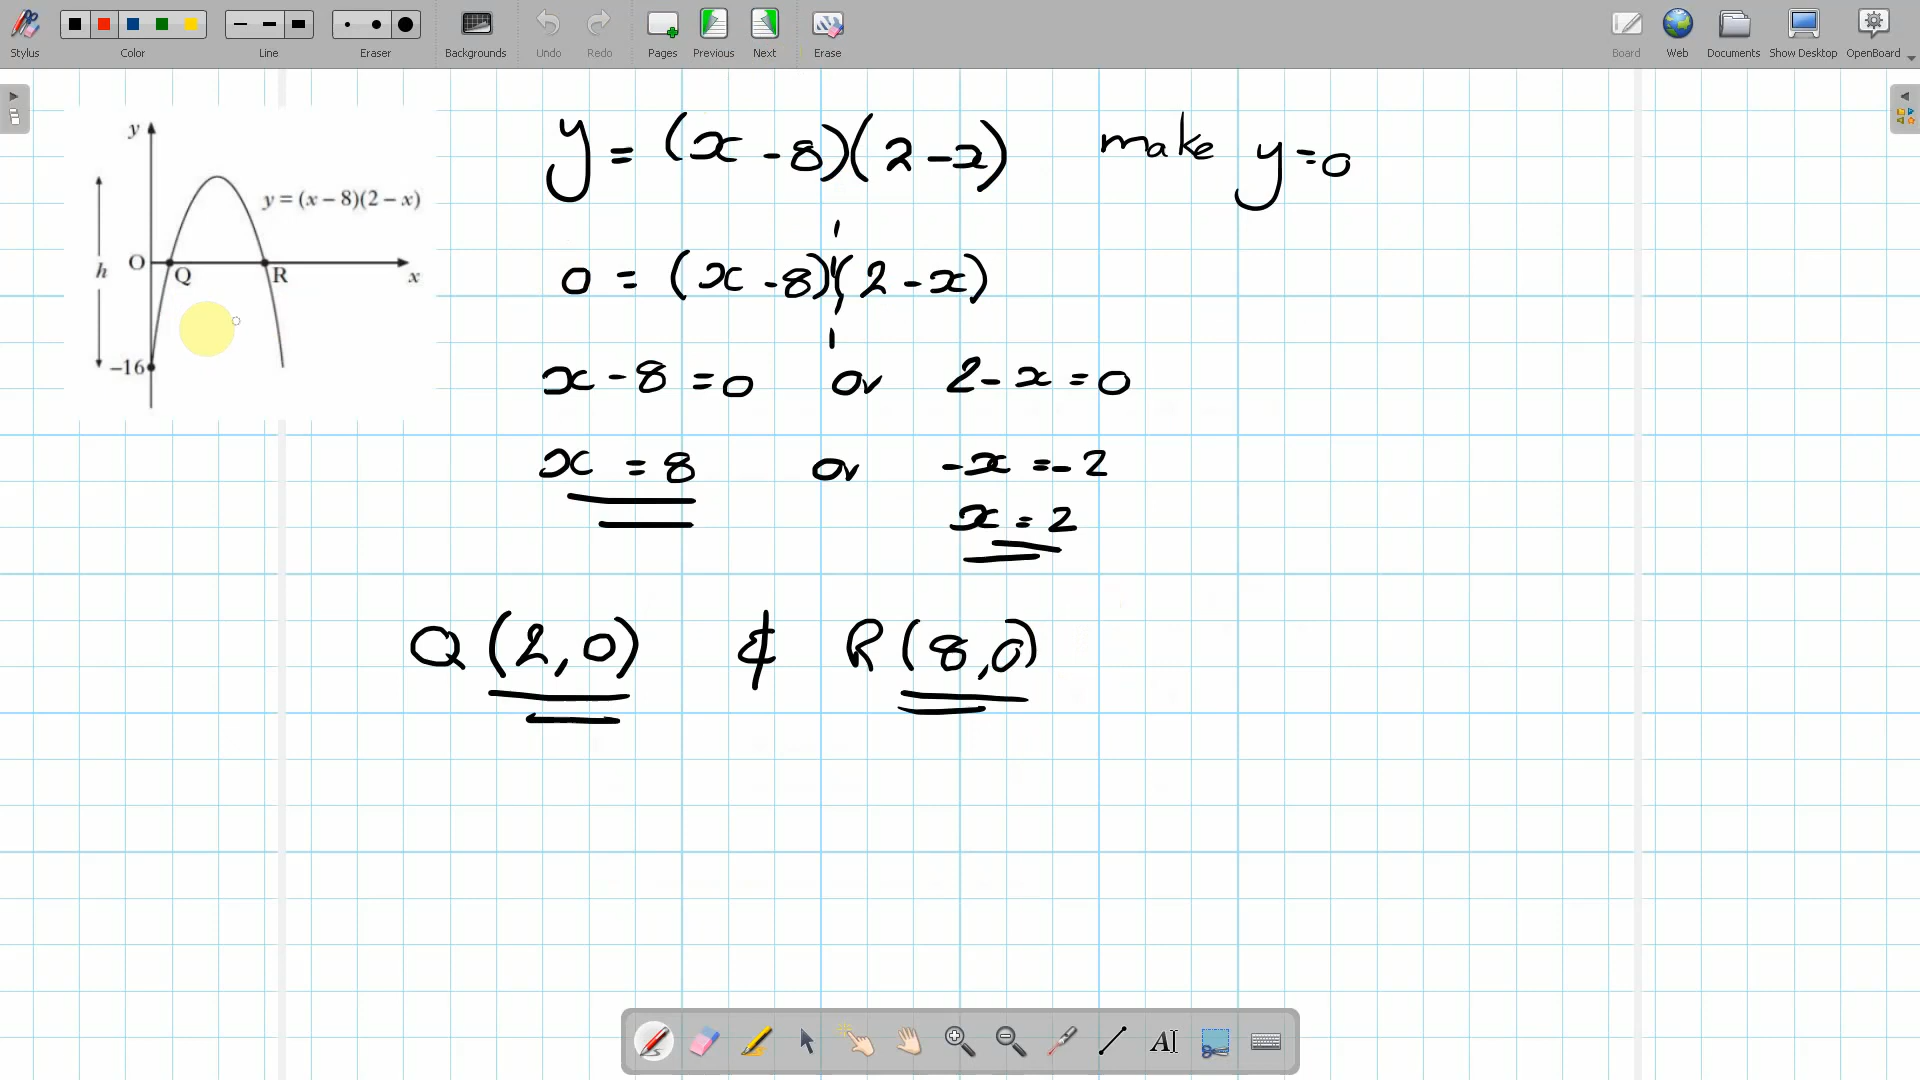 Stylus Color Line Eraser Backgrounds Undo Redo Pages Previous Next Erase Board Web Documents Show Desktop OpenBoard
y
y = (x – 8)(2 – x)
h
O
Q
R
x
–16
y = (x - 8)(2 - x) make y = 0
0 = (x - 8)(2 - x)
x - 8 = 0 or 2 - x = 0
x = 8 or -x = -2
x = 2
Q (2, 0) & R (8, 0)